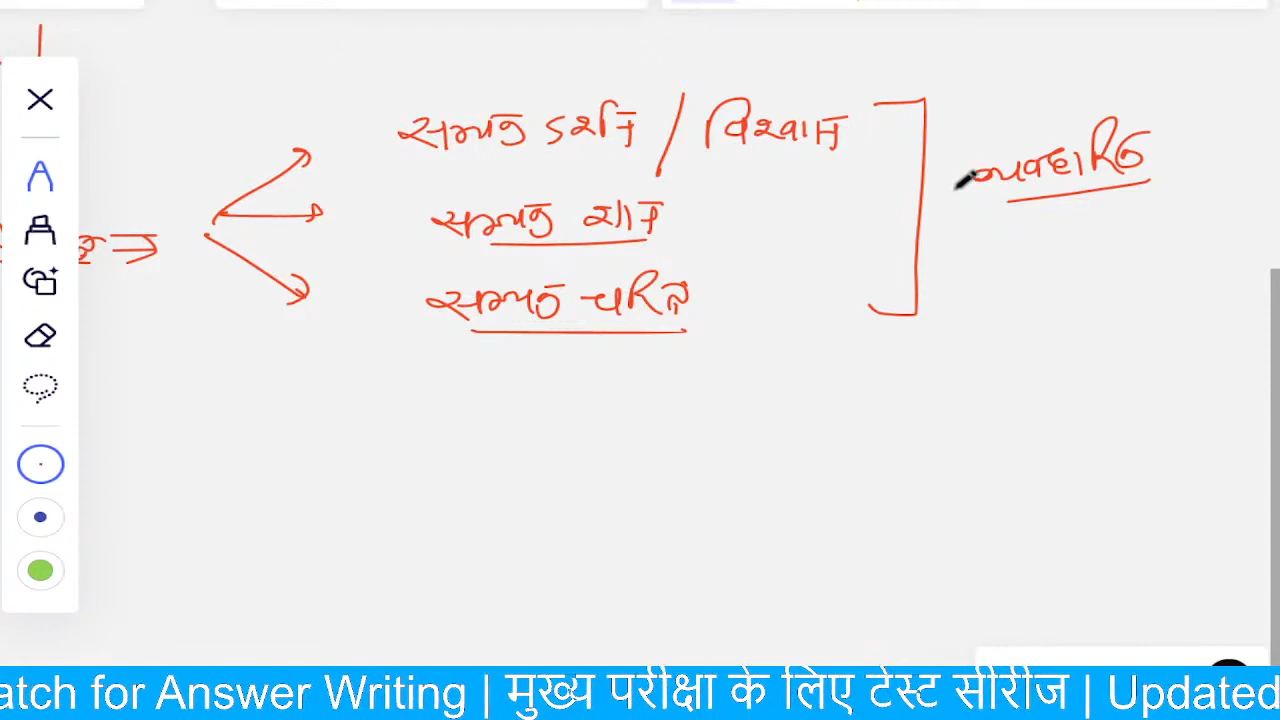 सम्यक दर्शन / विश्वास
सम्यक ज्ञान
सम्यक चरित्र
व्यवहारिक
atch for Answer Writing | मुख्य परीक्षा के लिए टेस्ट सीरीज | Updated